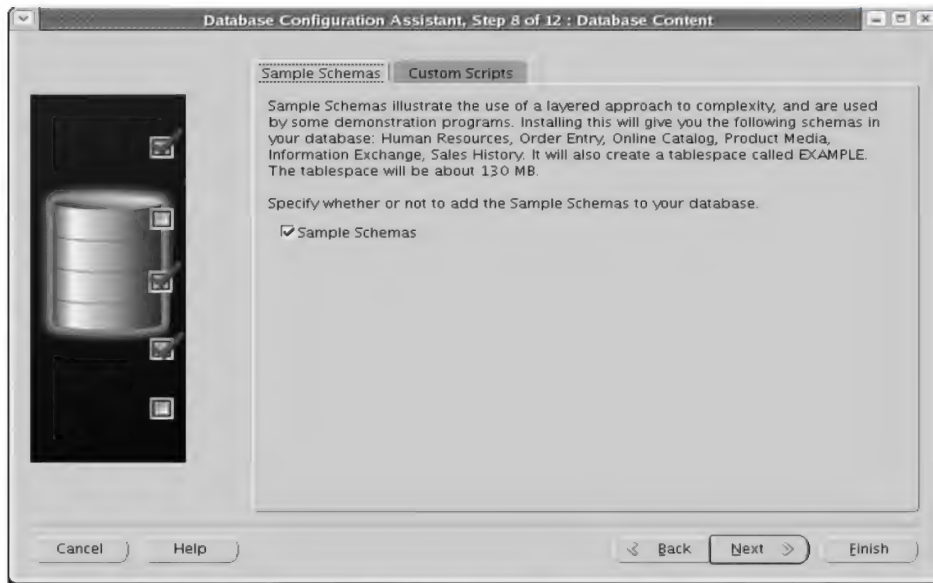 Database Configuration Assistant, Step 8 of 12 : Database Content
Sample Schemas
Custom Scripts
Sample Schemas illustrate the use of a layered approach to complexity, and are used
by some demonstration programs. Installing this will give you the following schemas in
your database: Human Resources, Order Entry, Online Catalog, Product Media,
Information Exchange, Sales History. It will also create a tablespace called EXAMPLE.
The tablespace will be about 130 MB.
Specify whether or not to add the Sample Schemas to your database.
Sample Schemas
Cancel
Help
Back
Next
Finish